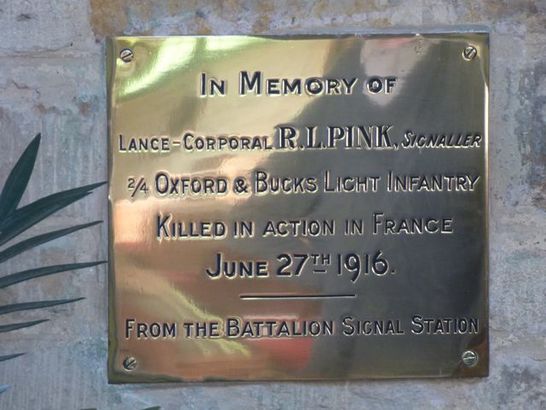 In Memory of
Lance-Corporal R.L.PINK, Signaller
2/4 Oxford & Bucks Light Infantry
Killed in action in France
June 27TH 1916.
From the Battalion Signal Station